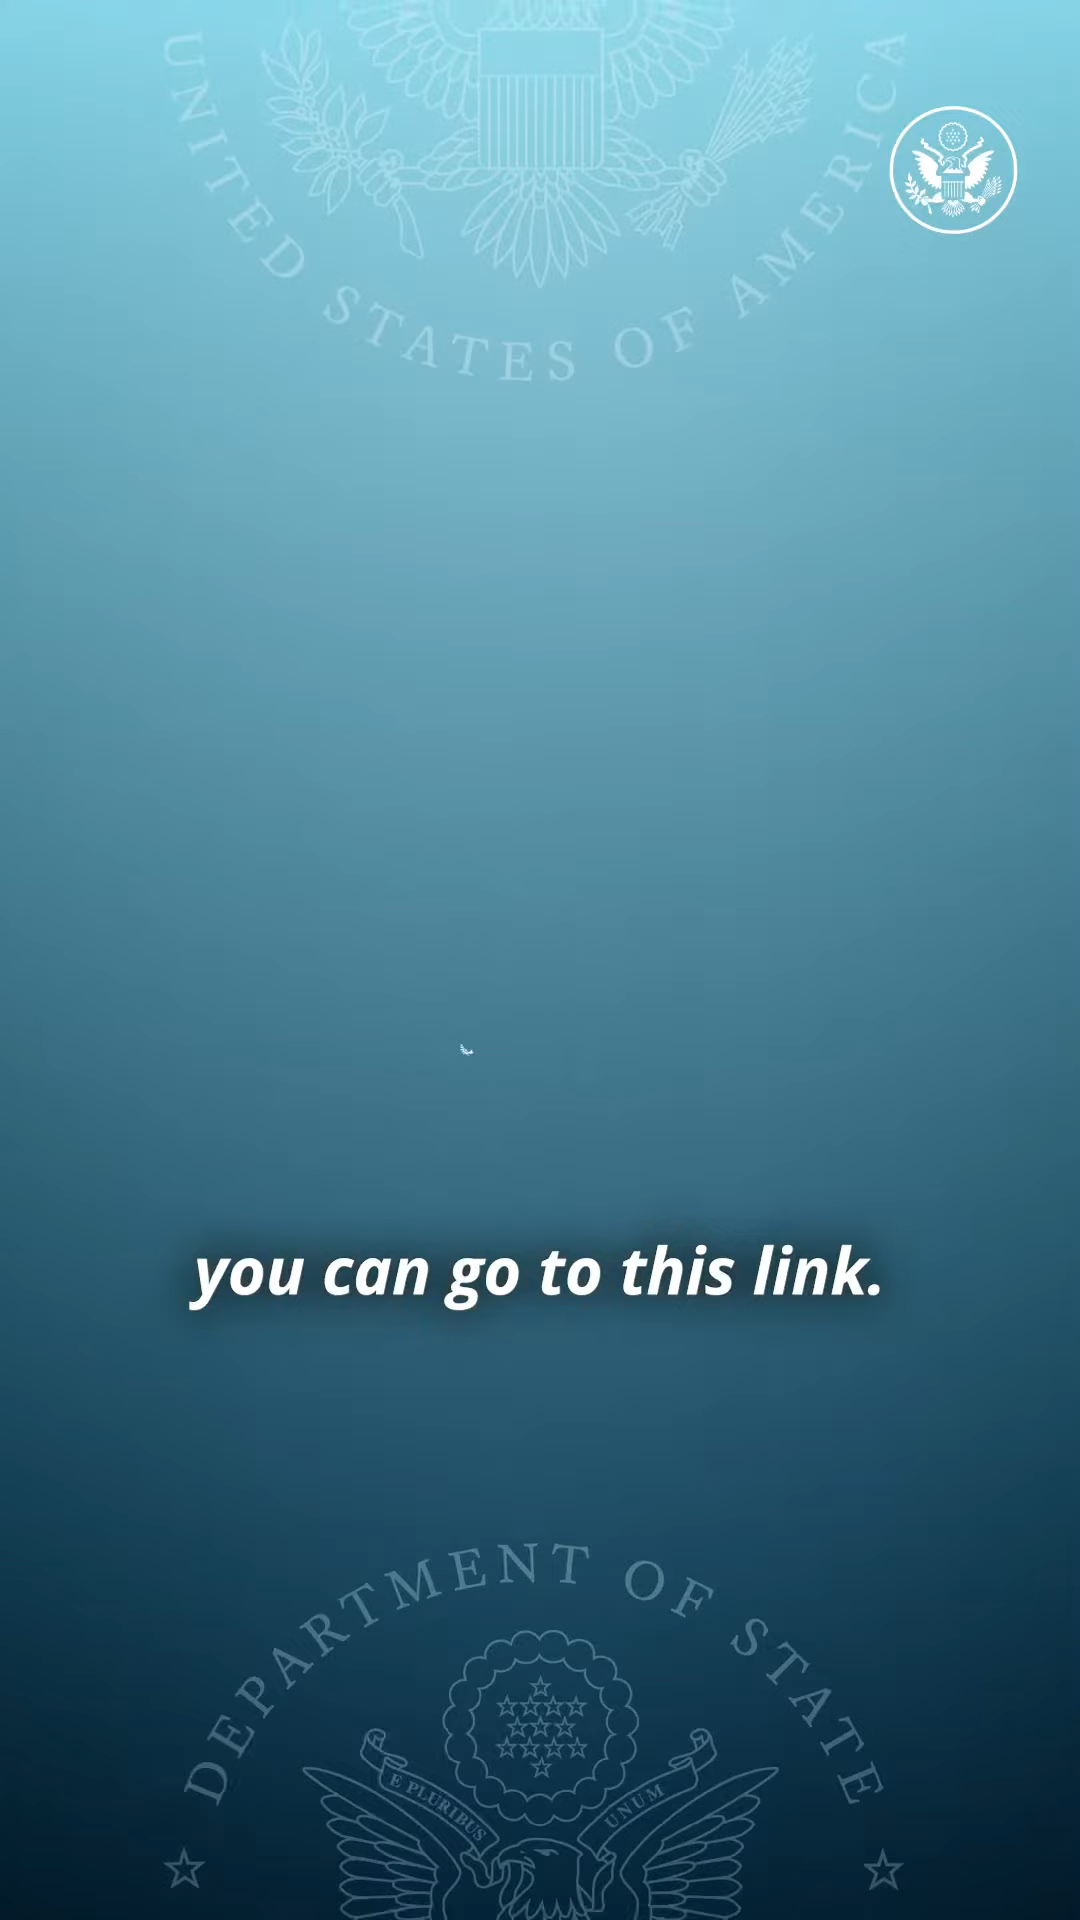 UNITED STATES OF AMERICA
you can go to this link.
DEPARTMENT OF STATE
E PLURIBUS UNUM